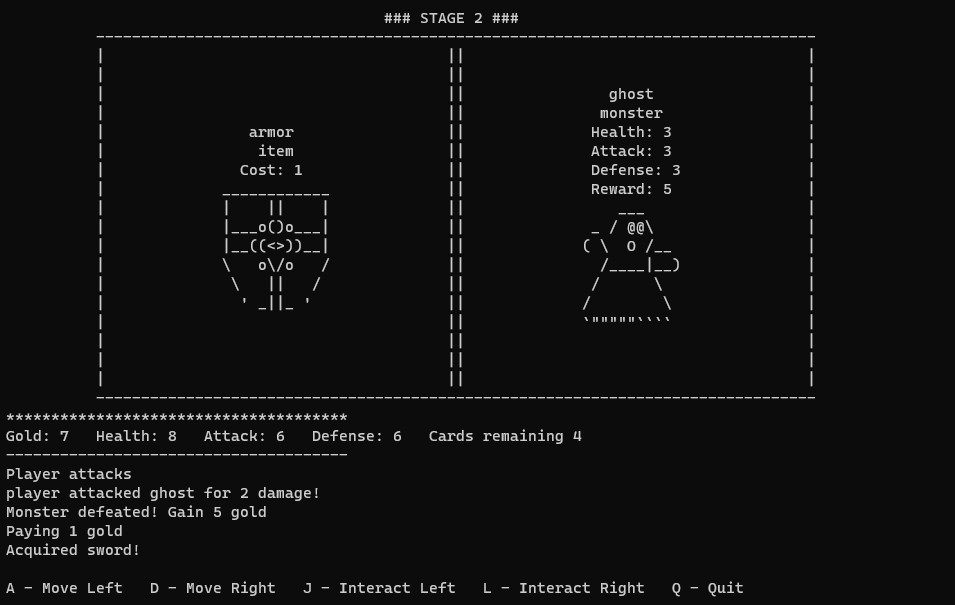 ### STAGE 2 ###
armor
item
Cost: 1
ghost
monster
Health: 3
Attack: 3
Defense: 3
Reward: 5
***************************************
Gold: 7   Health: 8   Attack: 6   Defense: 6   Cards remaining 4
Player attacks
player attacked ghost for 2 damage!
Monster defeated! Gain 5 gold
Paying 1 gold
Acquired sword!
A - Move Left   D - Move Right   J - Interact Left   L - Interact Right   Q - Quit